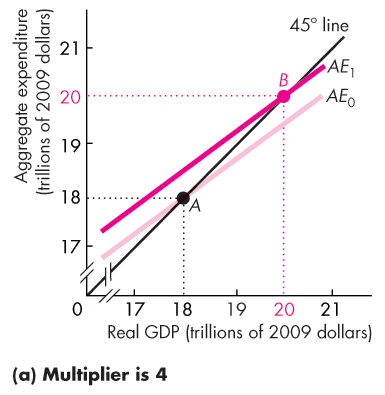 Aggregate expenditure
(trillions of 2009 dollars)
45° line
21
20
19
18
17
B
AE1
AE0
A
0
17
18
19
20
21
Real GDP (trillions of 2009 dollars)
(a) Multiplier is 4